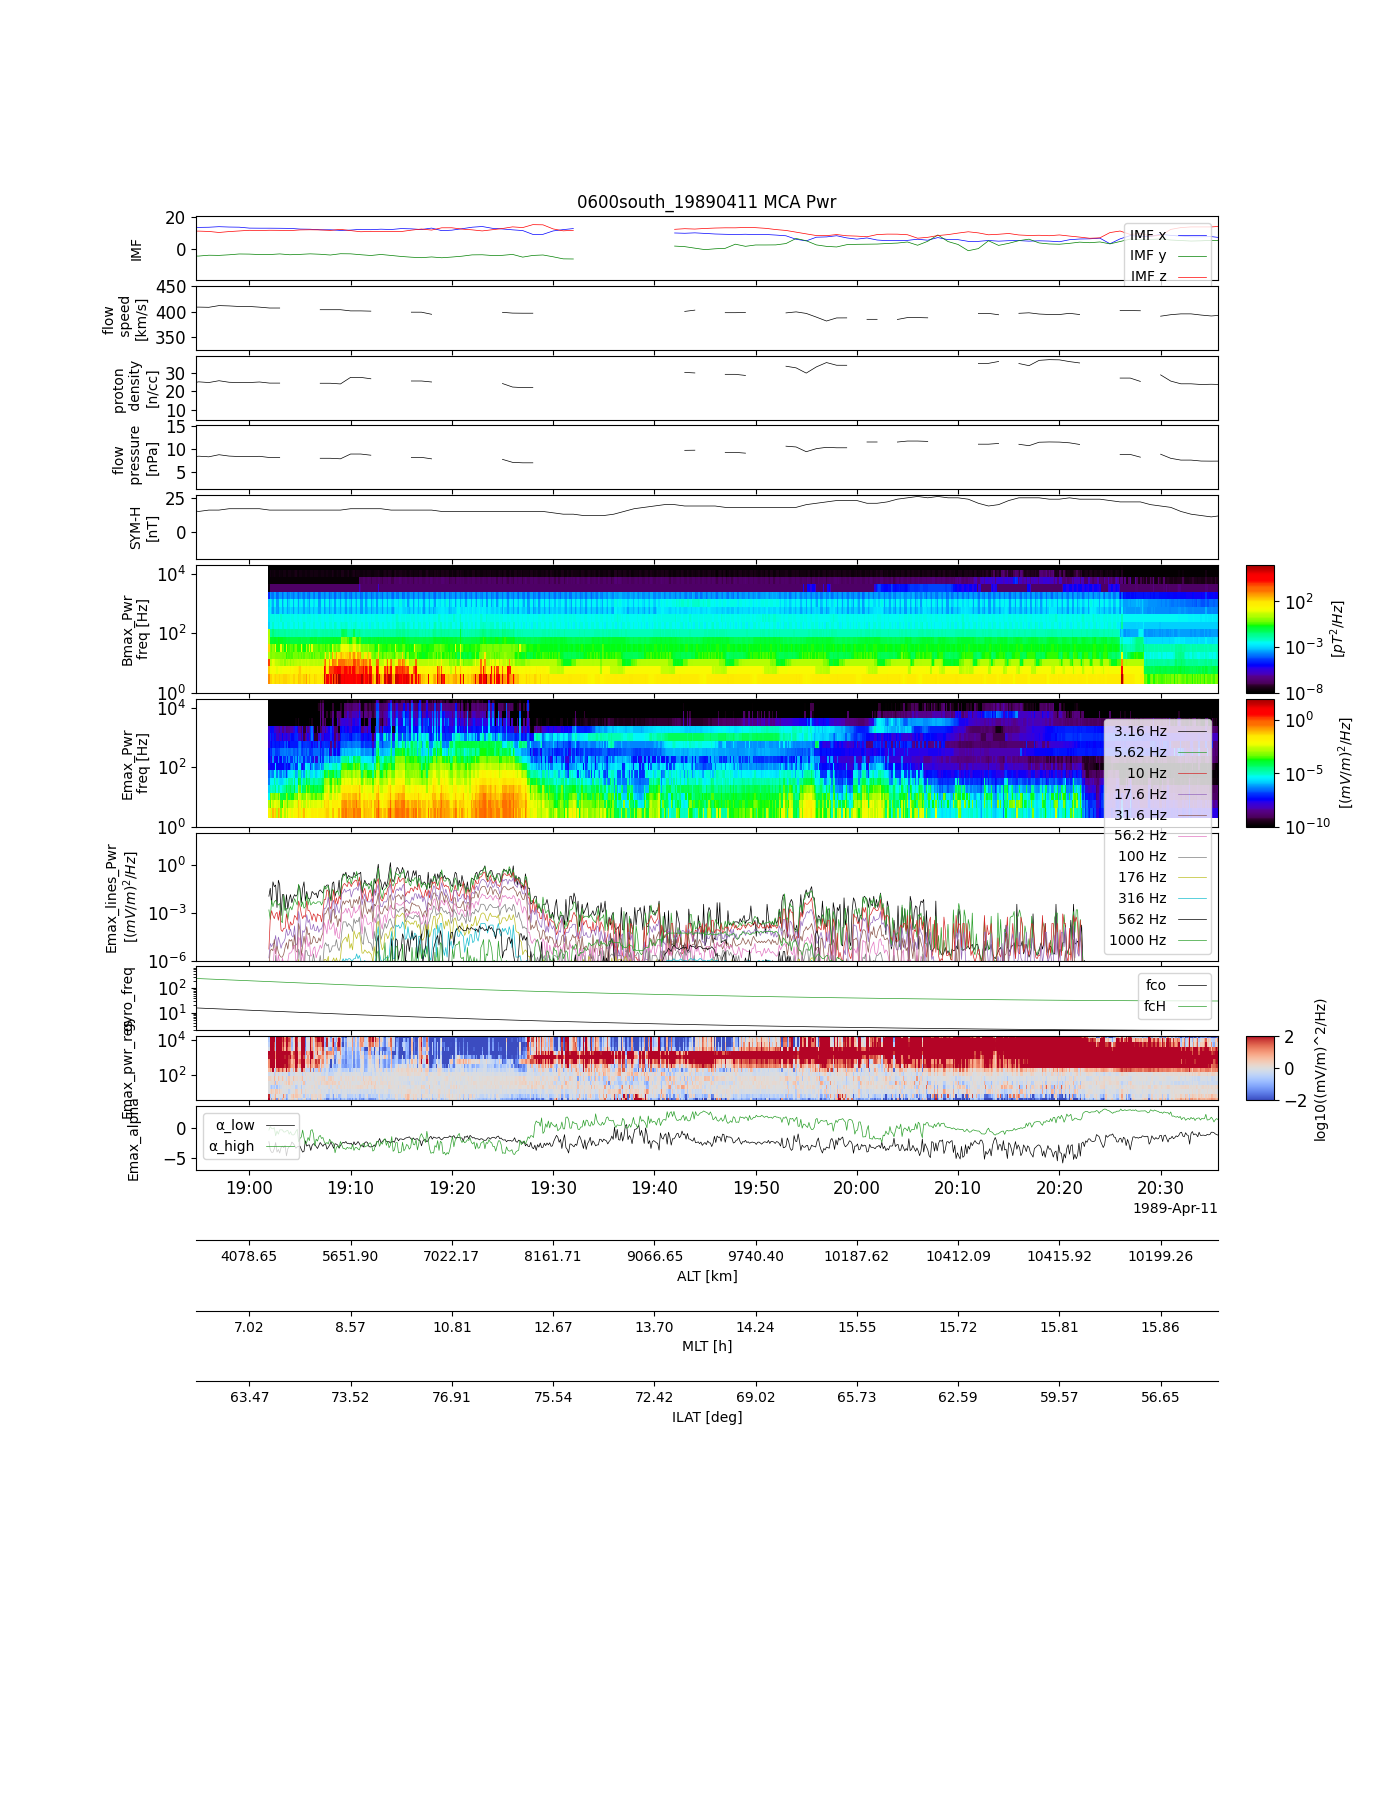 0600south_19890411 MCA Pwr
20
0
IMF
IMF x
IMF y
IMF z
450
400
350
flow
speed
[km/s]
30
20
10
proton
density
[n/cc]
15
10
5
flow
pressure
[nPa]
25
0
SYM-H
[nT]
10^4
10^2
10^0
Bmax_Pwr
freq [Hz]
10^2
10^-3
10^-8
[pT^2/Hz]
10^4
10^2
10^0
Emax_Pwr
freq [Hz]
10^0
10^-5
10^-10
[(mV/m)^2/Hz]
3.16 Hz
5.62 Hz
10 Hz
17.6 Hz
31.6 Hz
56.2 Hz
100 Hz
176 Hz
316 Hz
562 Hz
1000 Hz
10^0
10^-3
10^-6
Emax_lines_Pwr
[(mV/m)^2/Hz]
10^2
10^1
gyro_freq
fco
fcH
10^4
10^2
Emax_pwr_reg
2
0
−2
log10((mV/m)^2/Hz)
0
−5
Emax_alpha
α_low
α_high
19:00 19:10 19:20 19:30 19:40 19:50 20:00 20:10 20:20 20:30
1989-Apr-11
4078.65 5651.90 7022.17 8161.71 9066.65 9740.40 10187.62 10412.09 10415.92 10199.26
ALT [km]
7.02 8.57 10.81 12.67 13.70 14.24 15.55 15.72 15.81 15.86
MLT [h]
63.47 73.52 76.91 75.54 72.42 69.02 65.73 62.59 59.57 56.65
ILAT [deg]